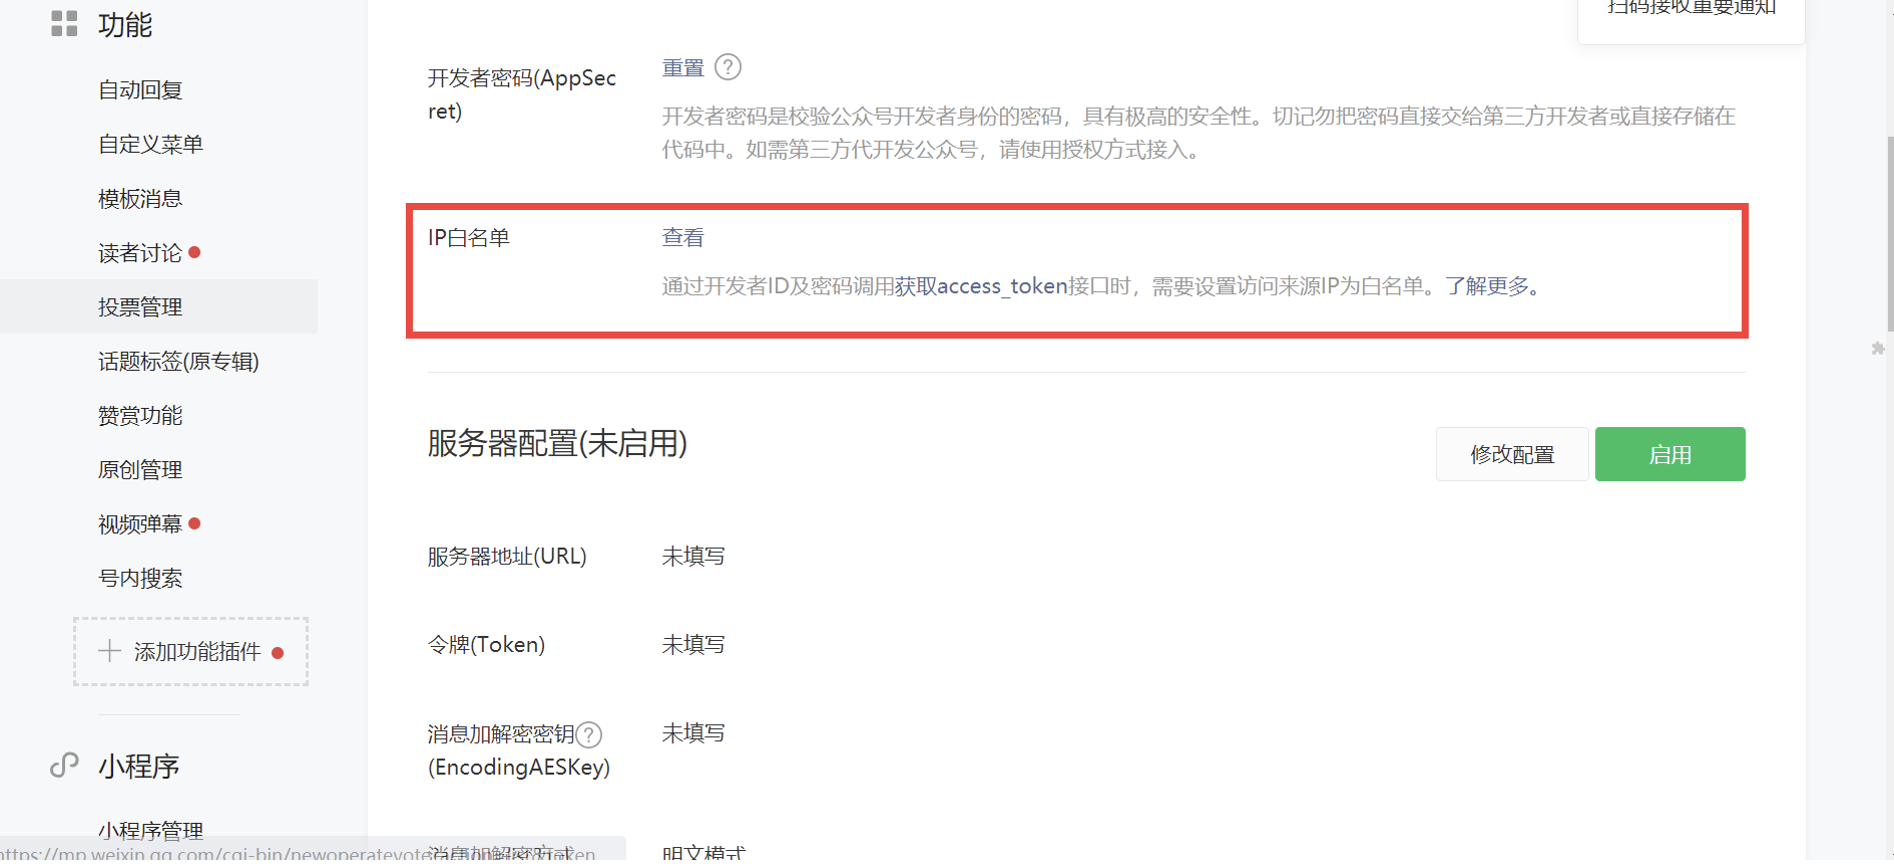 功能
自动回复
自定义菜单
模板消息
读者讨论
投票管理
话题标签(原专辑)
赞赏功能
原创管理
视频弹幕
号内搜索
添加功能插件
小程序
小程序管理
扫码接收重要通知
开发者密码(AppSec
ret)
重置 ?
开发者密码是校验公众号开发者身份的密码，具有极高的安全性。切记勿把密码直接交给第三方开发者或直接存储在
代码中。如需第三方代开发公众号，请使用授权方式接入。
IP白名单
查看
通过开发者ID及密码调用获取access_token接口时，需要设置访问来源IP为白名单。了解更多。
服务器配置(未启用)
修改配置
启用
服务器地址(URL)
未填写
令牌(Token)
未填写
消息加解密密钥 ?
(EncodingAESKey)
未填写
消息加解密方式
明文模式
https://mp.weixin.qq.com/cgi-bin/newoperatevote